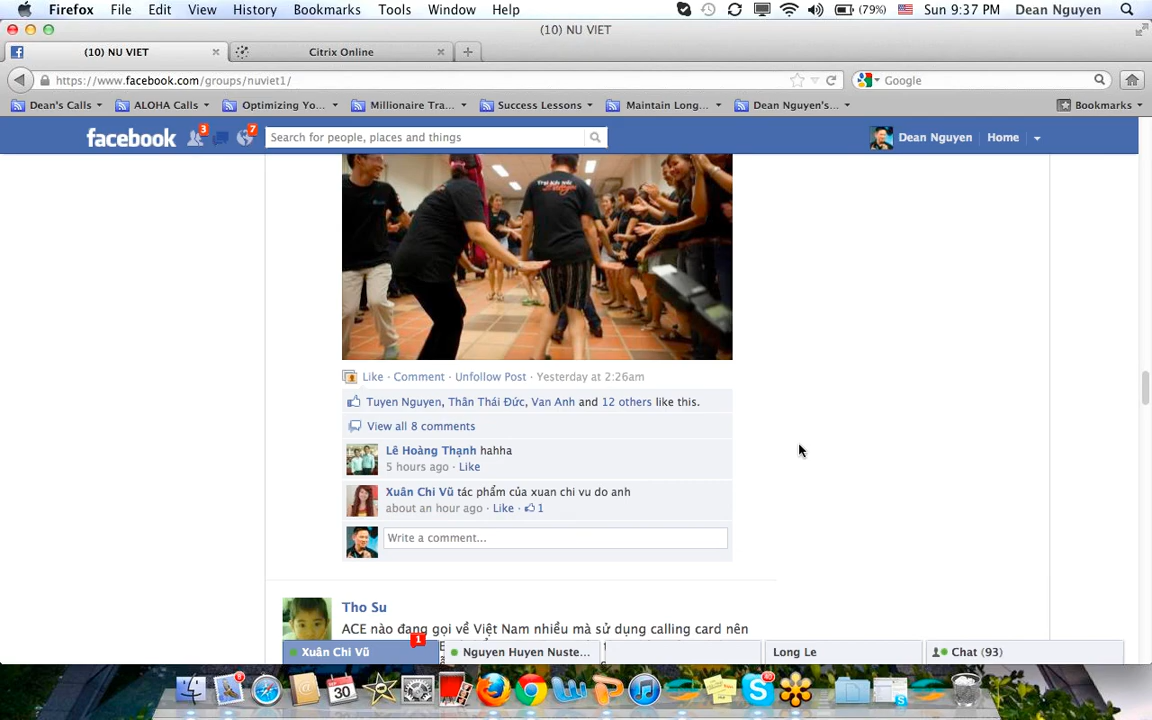 Firefox File Edit View History Bookmarks Tools Window Help (79%) Sun 9:37 PM Dean Nguyen
(10) NU VIET
(10) NU VIET Citrix Online
https://www.facebook.com/groups/nuviet1/ Google
Dean's Calls ALOHA Calls Optimizing Yo... Millionaire Tra... Success Lessons Maintain Long... Dean Nguyen's... Bookmarks
facebook 3 7 Search for people, places and things Dean Nguyen Home
Like · Comment · Unfollow Post · Yesterday at 2:26am
Tuyen Nguyen, Thân Thái Đức, Van Anh and 12 others like this.
View all 8 comments
Lê Hoàng Thạnh hahha
5 hours ago · Like
Xuân Chi Vũ tác phẩm của xuan chi vu do anh
about an hour ago · Like · 1
Write a comment...
Tho Su
ACE nào đang gọi về Việt Nam nhiều mà sử dụng calling card nên
Xuân Chi Vũ 1 Nguyen Huyen Nuste... Long Le Chat (93)
30